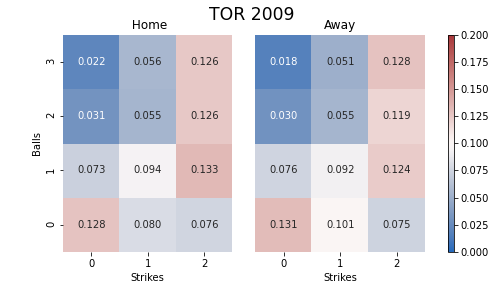 TOR 2009
Home
Away
3
0.022 0.056 0.126
0.018 0.051 0.128
2
0.031 0.055 0.126
0.030 0.055 0.119
1
0.073 0.094 0.133
0.076 0.092 0.124
0
0.128 0.080 0.076
0.131 0.101 0.075
Balls
0 1 2
Strikes
0 1 2
Strikes
0.200
0.175
0.150
0.125
0.100
0.075
0.050
0.025
0.000